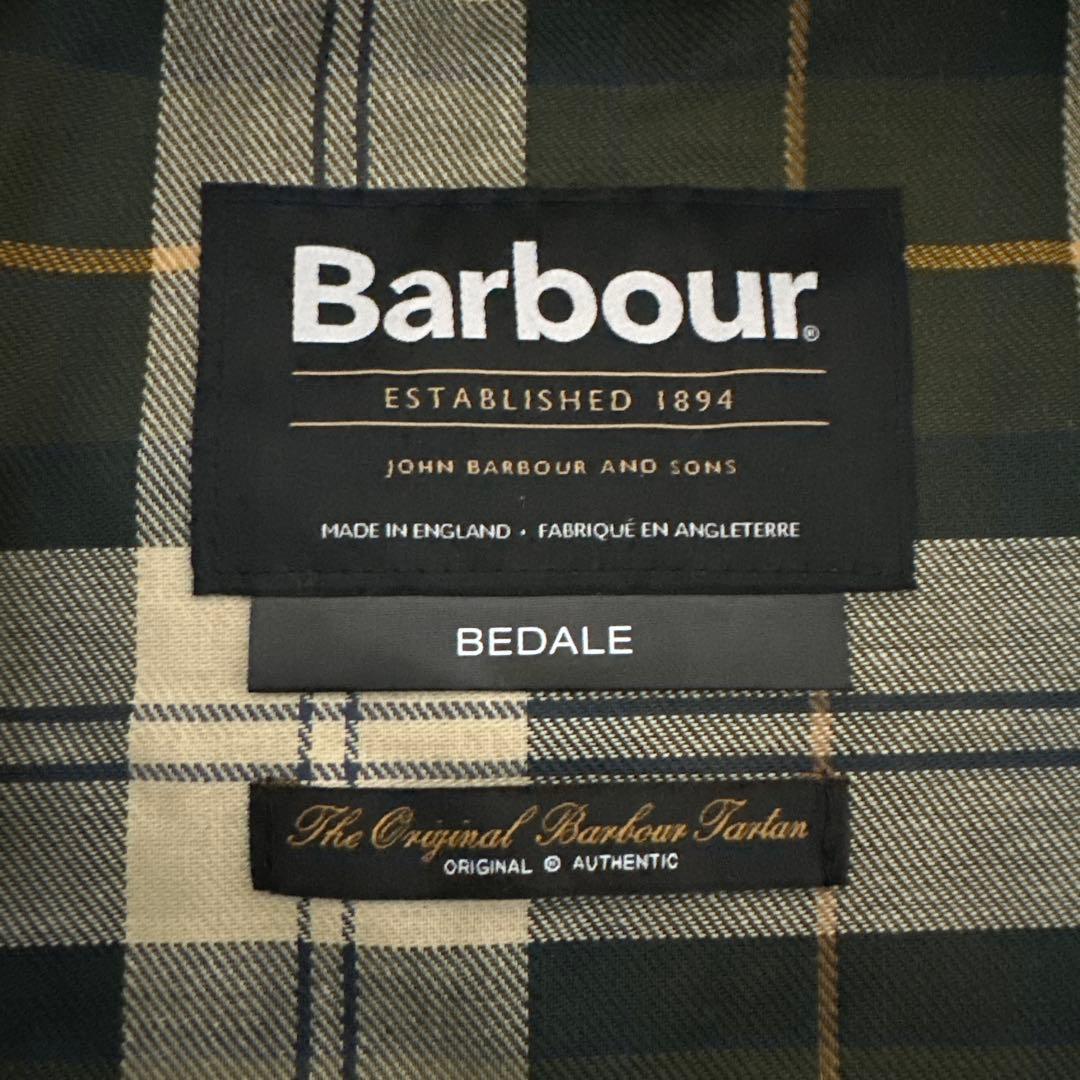 Barbour®
ESTABLISHED 1894
JOHN BARBOUR AND SONS
MADE IN ENGLAND • FABRIQUÉ EN ANGLETERRE
BEDALE
The Original Barbour Tartan
ORIGINAL ® AUTHENTIC